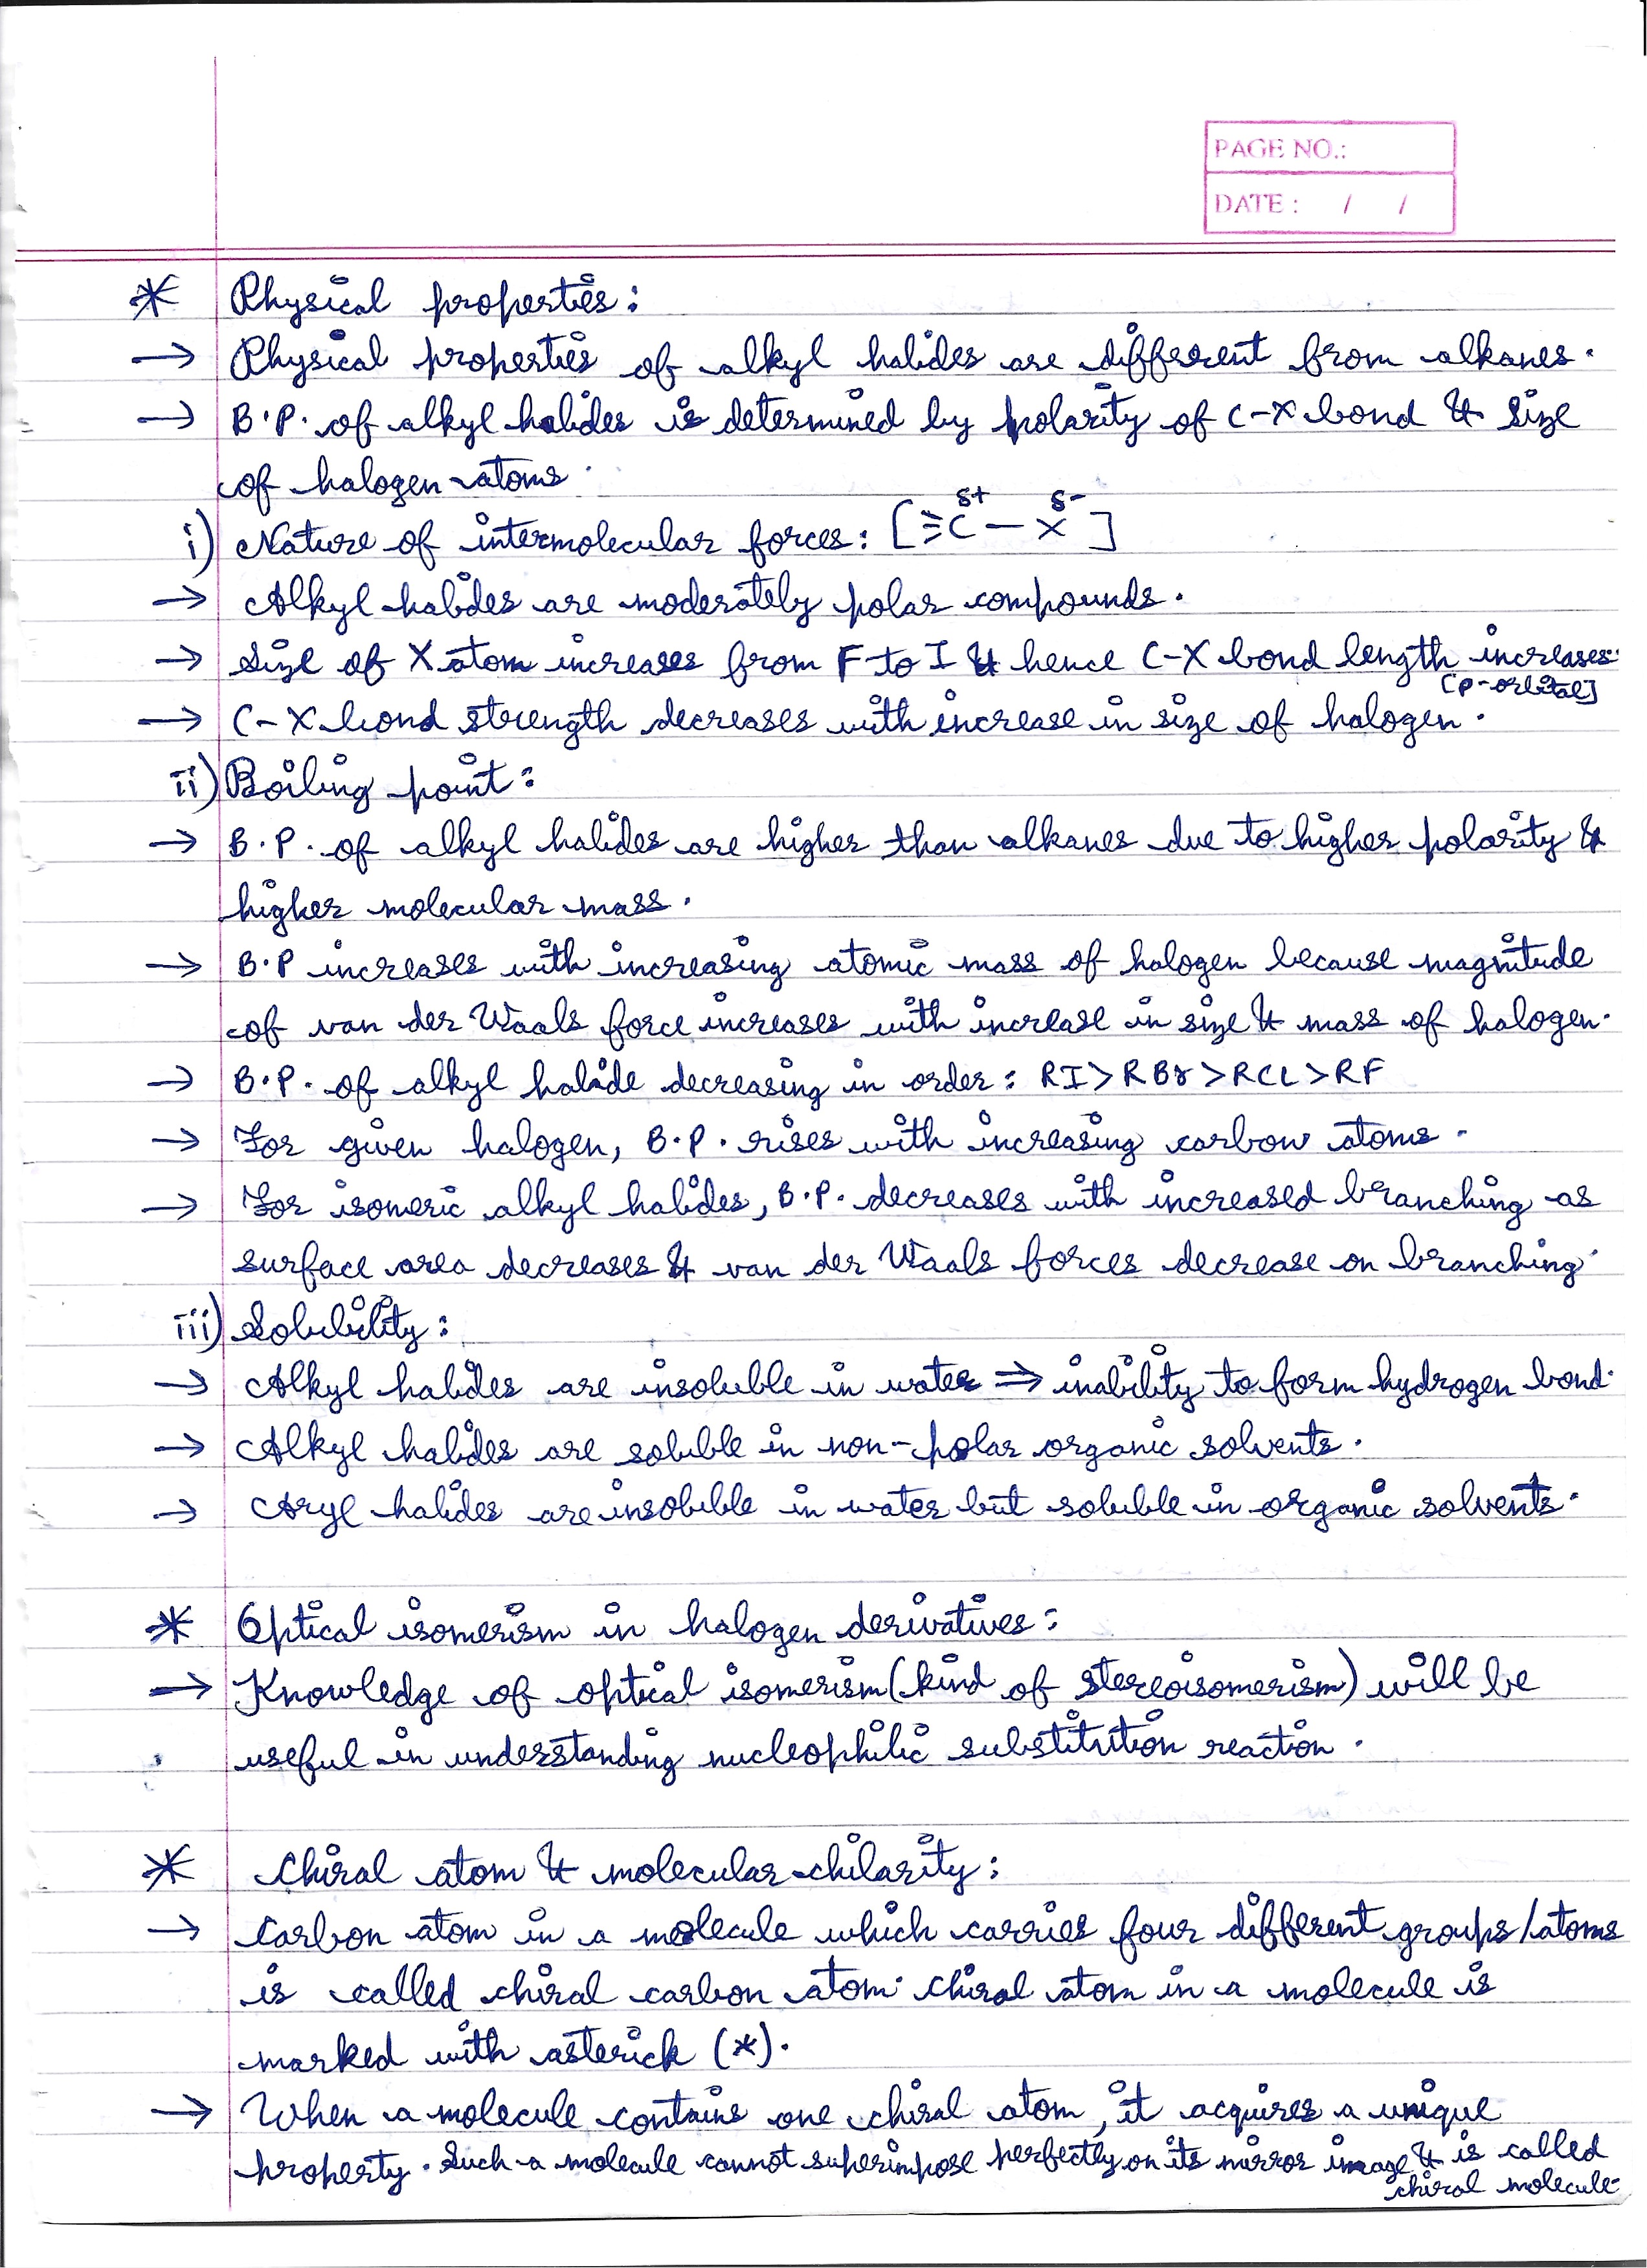 PAGE NO.:
DATE : / /
* Physical properties:
→ Physical properties of alkyl halides are different from alkanes.
→ B.P. of alkyl halides is determined by polarity of C-X bond & size
of halogen atoms.
i) Nature of intermolecular forces: [≡C^δ+ — X^δ-]
→ Alkyl halides are moderately polar compounds.
→ Size of X atom increases from F to I & hence C-X bond length increases.
[p-orbital]
→ C-X bond strength decreases with increase in size of halogen.
ii) Boiling point:
→ B.P. of alkyl halides are higher than alkanes due to higher polarity &
higher molecular mass.
→ B.P increases with increasing atomic mass of halogen because magnitude
of van der Waals force increases with increase in size & mass of halogen.
→ B.P. of alkyl halide decreasing in order: RI>RBr>RCl>RF
→ For given halogen, B.P. rises with increasing carbon atoms.
→ For isomeric alkyl halides, B.P. decreases with increased branching as
surface area decreases & van der Waals forces decrease on branching.
iii) Solubility:
→ Alkyl halides are insoluble in water ⇒ inability to form hydrogen bond.
→ Alkyl halides are soluble in non-polar organic solvents.
→ Aryl halides are insoluble in water but soluble in organic solvents.
* Optical isomerism in halogen derivatives:
→ Knowledge of optical isomerism (kind of stereoisomerism) will be
useful in understanding nucleophilic substitution reaction.
* Chiral atom & molecular chilarity:
→ Carbon atom in a molecule which carries four different groups/atoms
is called chiral carbon atom. Chiral atom in a molecule is
marked with asterick (*).
→ When a molecule contains one chiral atom, it acquires a unique
property. Such a molecule cannot superimpose perfectly on its mirror image & is called
chiral molecule.